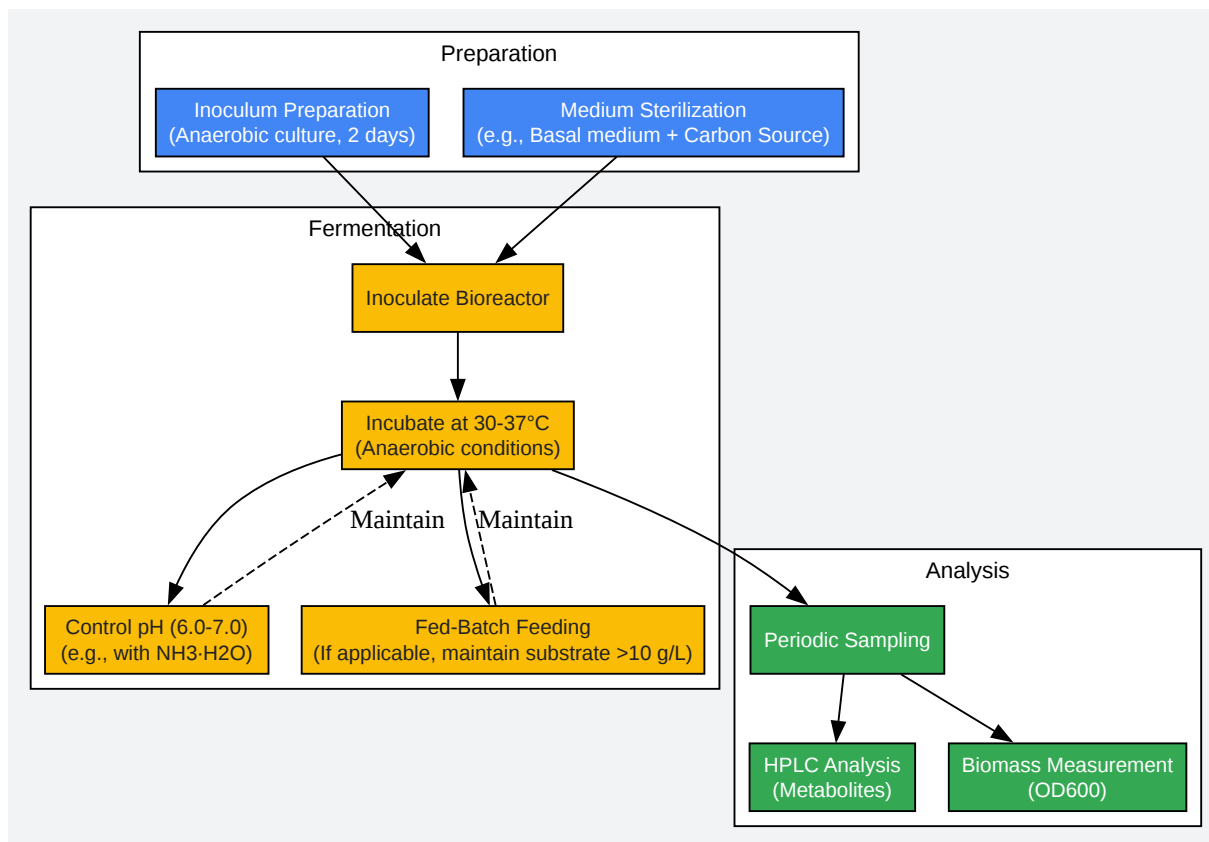 Preparation
Inoculum Preparation
(Anaerobic culture, 2 days)
Medium Sterilization
(e.g., Basal medium + Carbon Source)
Fermentation
Inoculate Bioreactor
Incubate at 30-37°C
(Anaerobic conditions)
Maintain
Maintain
Control pH (6.0-7.0)
(e.g., with NH3·H2O)
Fed-Batch Feeding
(If applicable, maintain substrate >10 g/L)
Analysis
Periodic Sampling
HPLC Analysis
(Metabolites)
Biomass Measurement
(OD600)